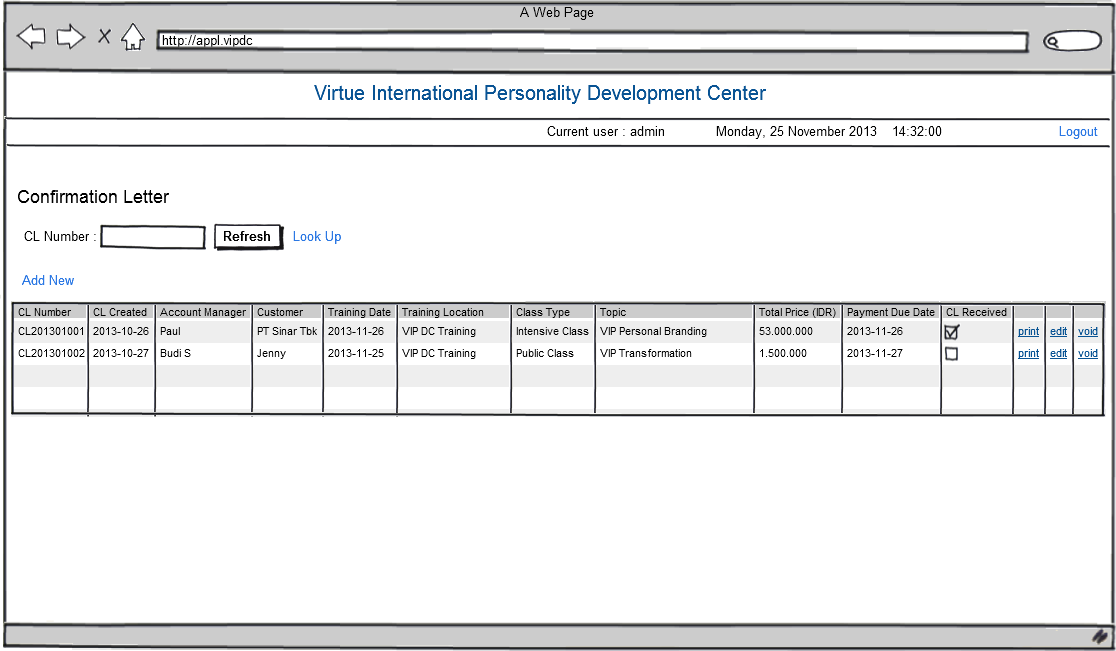 A Web Page
http://appl.vipdc
Virtue International Personality Development Center
Current user : admin Monday, 25 November 2013 14:32:00 Logout
Confirmation Letter
CL Number : Refresh Look Up
Add New
CL Number CL Created Account Manager Customer Training Date Training Location Class Type Topic Total Price (IDR) Payment Due Date CL Received
CL201301001 2013-10-26 Paul PT Sinar Tbk 2013-11-26 VIP DC Training Intensive Class VIP Personal Branding 53.000.000 2013-11-26 print edit void
CL201301002 2013-10-27 Budi S Jenny 2013-11-25 VIP DC Training Public Class VIP Transformation 1.500.000 2013-11-27 print edit void